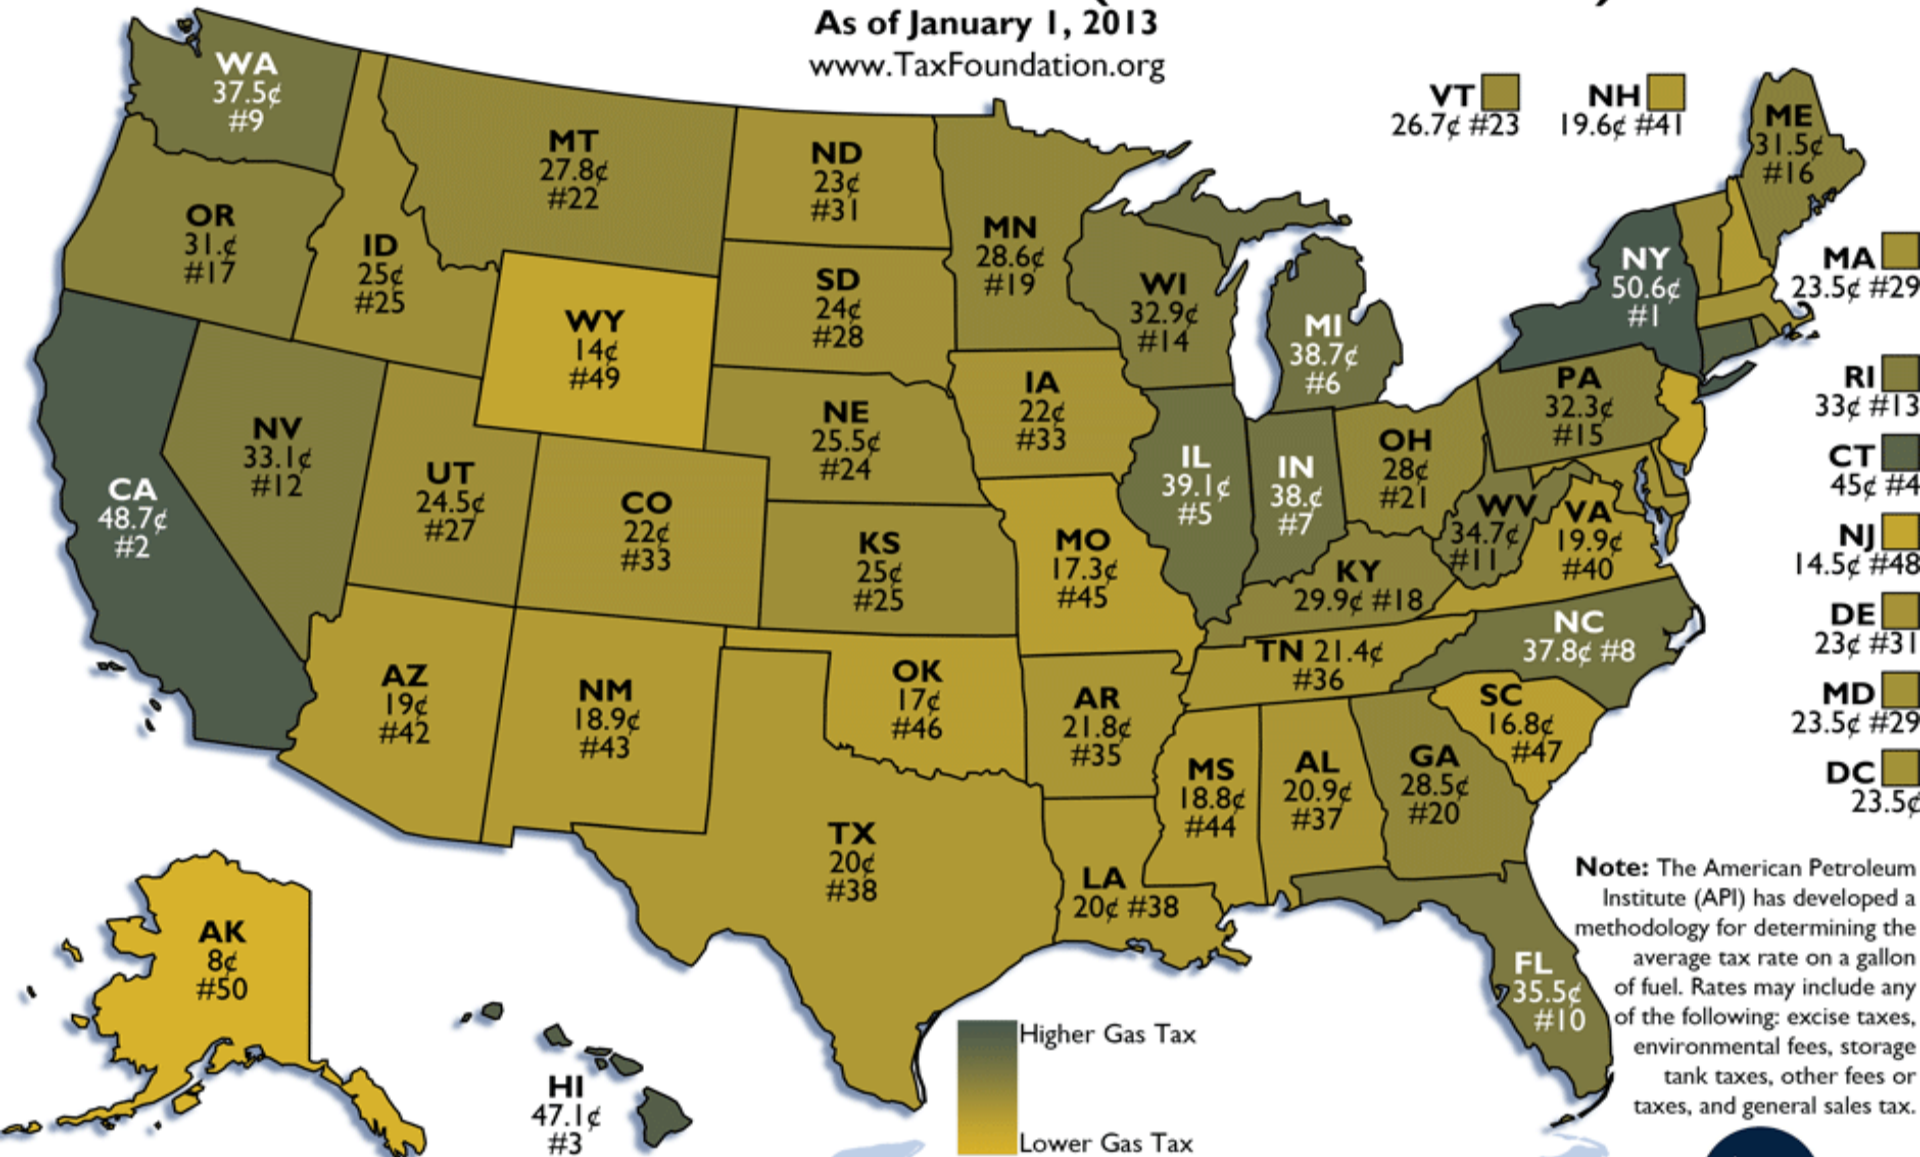 As of January 1, 2013
www.TaxFoundation.org
WA
37.5¢
#9
MT
27.8¢
#22
ND
23¢
#31
VT
26.7¢ #23
NH
19.6¢ #41
ME
31.5¢
#16
OR
31.¢
#17
ID
25¢
#25
SD
24¢
#28
MN
28.6¢
#19
WI
32.9¢
#14
NY
50.6¢
#1
MA
23.5¢ #29
WY
14¢
#49
MI
38.7¢
#6
RI
33¢ #13
NV
33.1¢
#12
NE
25.5¢
#24
IA
22¢
#33
PA
32.3¢
#15
CT
45¢ #4
CA
48.7¢
#2
UT
24.5¢
#27
CO
22¢
#33
IL
39.1¢
#5
IN
38.¢
#7
OH
28¢
#21
WV
34.7¢
#11
VA
19.9¢
#40
NJ
14.5¢ #48
KS
25¢
#25
MO
17.3¢
#45
KY
29.9¢ #18
DE
23¢ #31
NC
37.8¢ #8
TN 21.4¢
#36
AZ
19¢
#42
NM
18.9¢
#43
OK
17¢
#46
AR
21.8¢
#35
SC
16.8¢
#47
MD
23.5¢ #29
MS
18.8¢
#44
AL
20.9¢
#37
GA
28.5¢
#20
DC
23.5¢
TX
20¢
#38
LA
20¢ #38
AK
8¢
#50
FL
35.5¢
#10
HI
47.1¢
#3
Higher Gas Tax
Lower Gas Tax
Note: The American Petroleum
Institute (API) has developed a
methodology for determining the
average tax rate on a gallon
of fuel. Rates may include any
of the following: excise taxes,
environmental fees, storage
tank taxes, other fees or
taxes, and general sales tax.